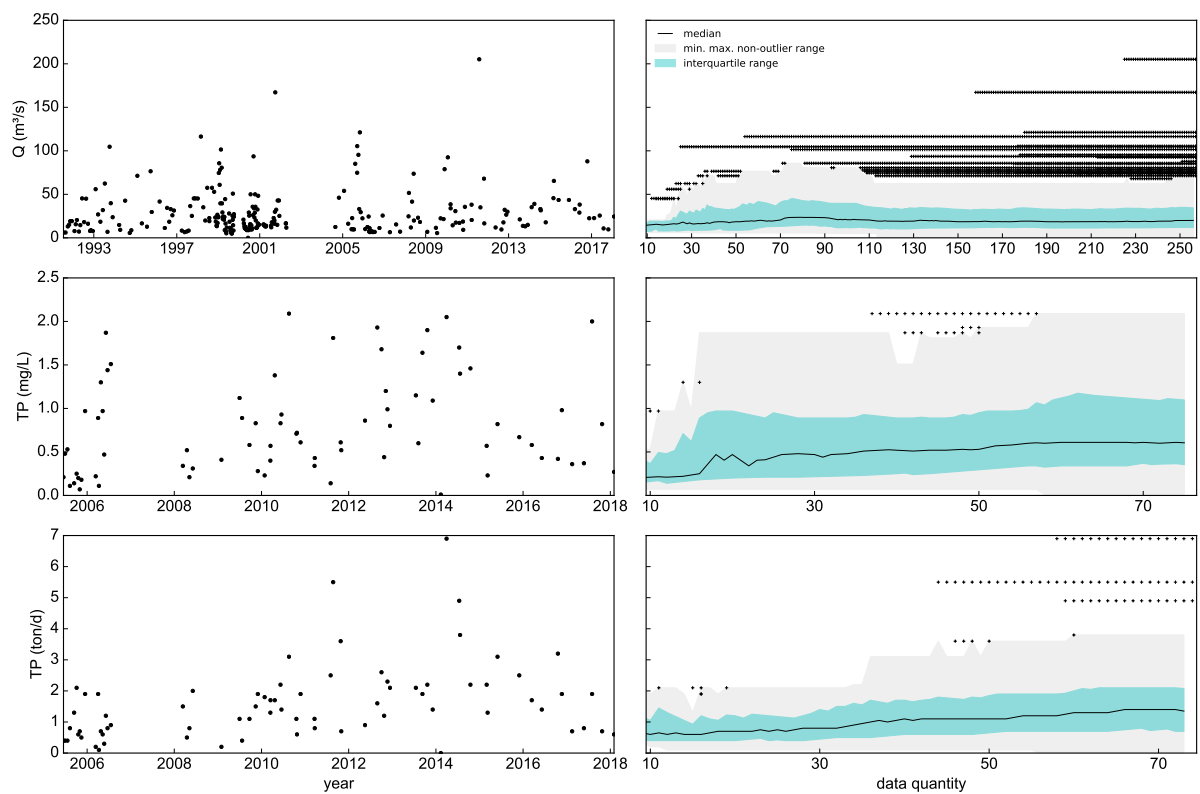 250
200
150
100
50
0
Q (m³/s)
1993 1997 2001 2005 2009 2013 2017
median
min. max. non-outlier range
interquartile range
10 30 50 70 90 110 130 150 170 190 210 230 250
2.5
2.0
1.5
1.0
0.5
0.0
TP (mg/L)
2006 2008 2010 2012 2014 2016 2018
10 30 50 70
7
6
5
4
3
2
1
0
TP (ton/d)
2006 2008 2010 2012 2014 2016 2018
year
10 30 50 70
data quantity